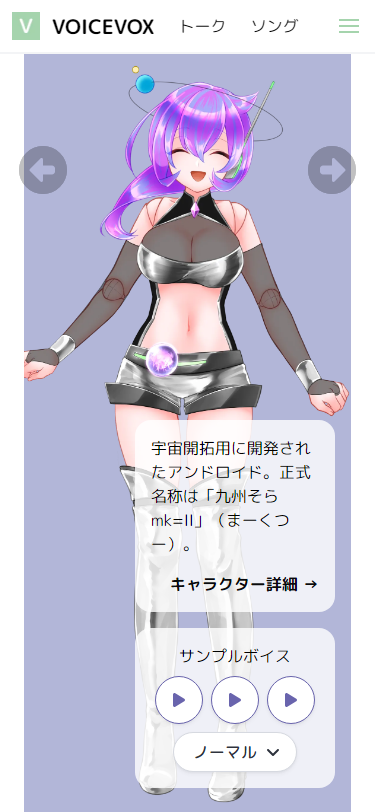 V VOICEVOX トーク ソング
宇宙開拓用に開発され
たアンドロイド。正式
名称は「九州そら
mk=II」（まーくつ
ー）。
キャラクター詳細 →
サンプルボイス
ノーマル